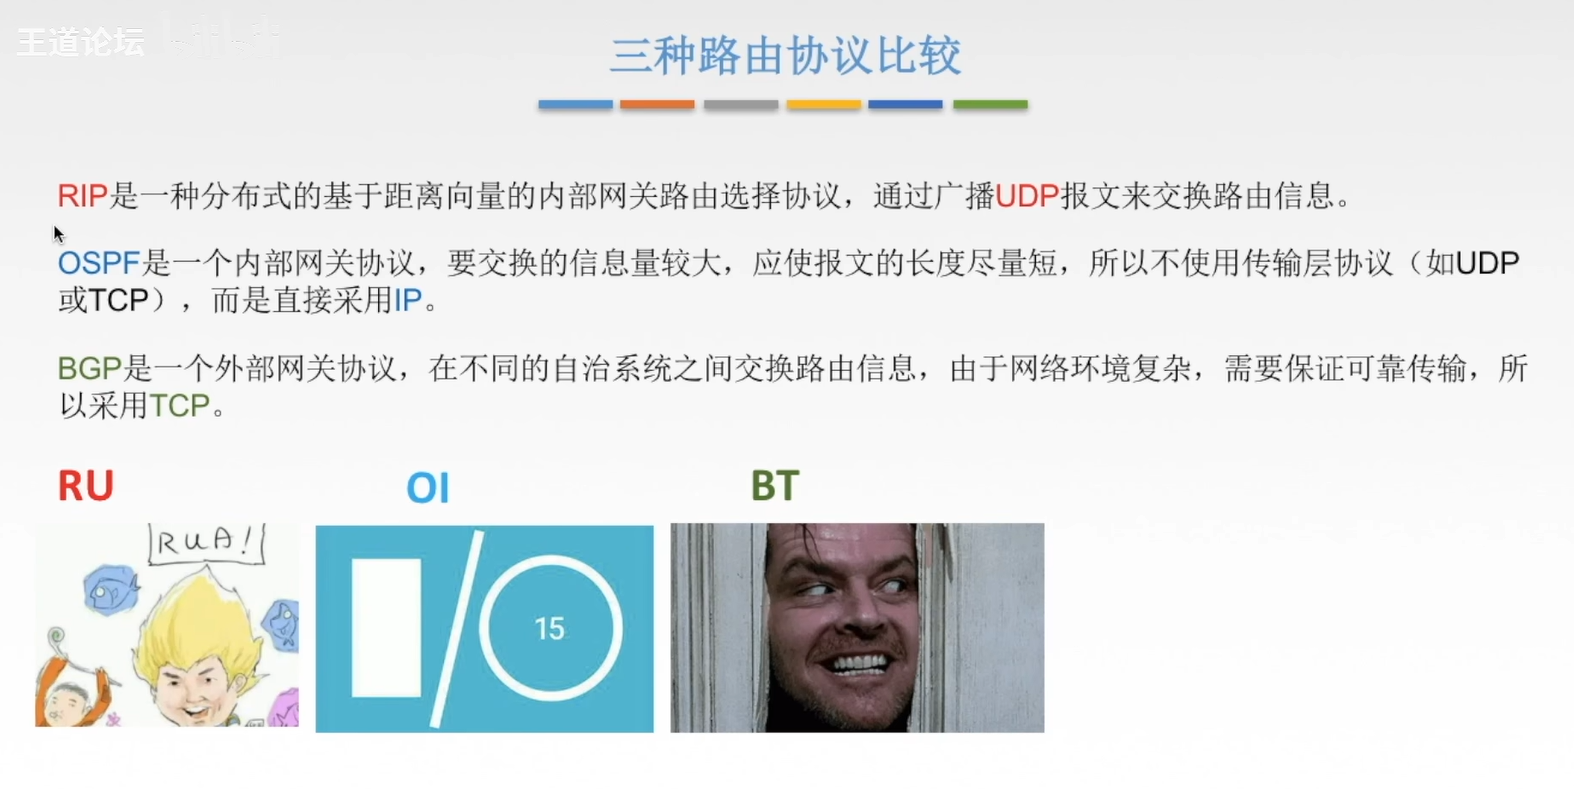 王道论坛
三种路由协议比较
RIP是一种分布式的基于距离向量的内部网关路由选择协议，通过广播UDP报文来交换路由信息。
OSPF是一个内部网关协议，要交换的信息量较大，应使报文的长度尽量短，所以不使用传输层协议（如UDP
或TCP），而是直接采用IP。
BGP是一个外部网关协议，在不同的自治系统之间交换路由信息，由于网络环境复杂，需要保证可靠传输，所
以采用TCP。
RU
OI
BT
RUA!
15